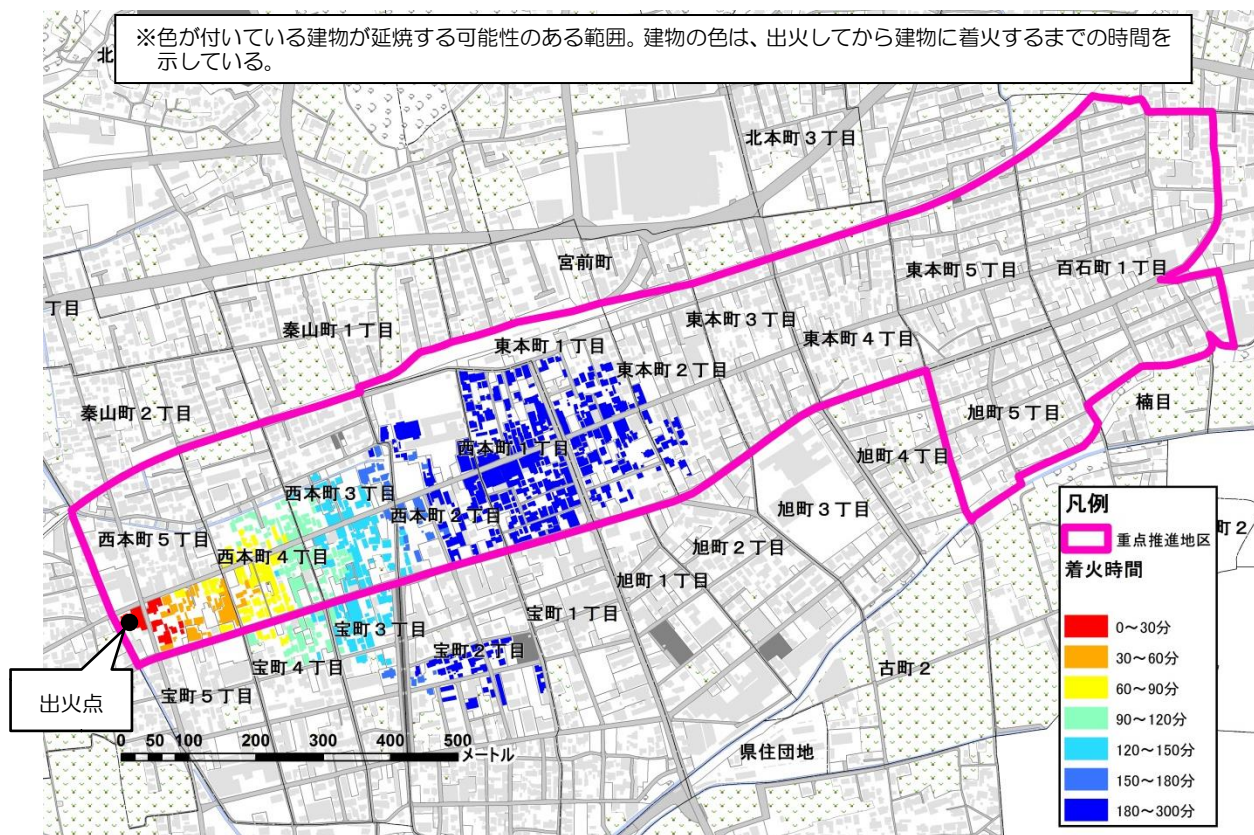 ※色が付いている建物が延焼する可能性のある範囲。建物の色は、出火してから建物に着火するまでの時間を
示している。
北
北本町３丁目
宮前町
東本町５丁目
百石町１丁目
丁目
秦山町１丁目
東本町３丁目
東本町４丁目
東本町１丁目
東本町２丁目
秦山町２丁目
旭町５丁目
楠目
西本町１丁目
旭町４丁目
西本町３丁目
西本町２丁目
旭町３丁目
西本町５丁目
西本町４丁目
旭町２丁目
旭町１丁目
宝町１丁目
宝町３丁目
宝町２丁目
宝町４丁目
宝町５丁目
古町２
県住団地
町２
出火点
0 50 100 200 300 400 500
メートル
凡例
重点推進地区
着火時間
0～30分
30～60分
60～90分
90～120分
120～150分
150～180分
180～300分